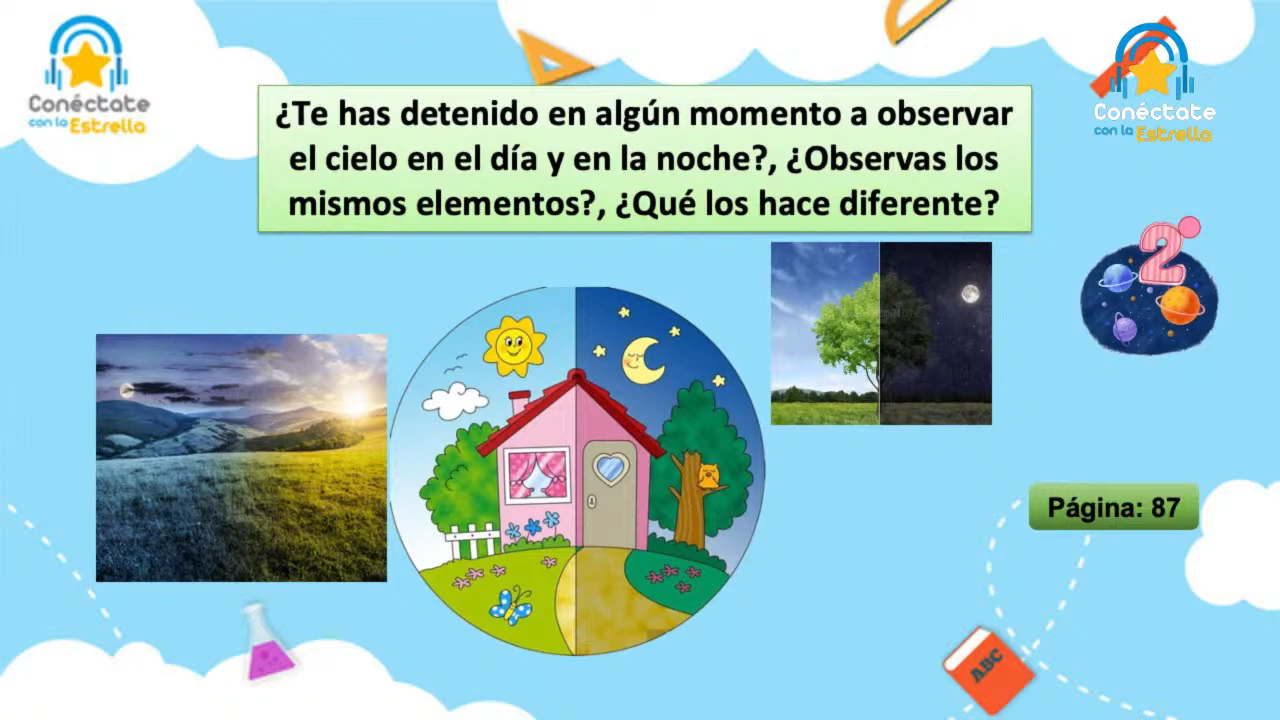 Conéctate
con la Estrella
Conéctate
con la Estrella
¿Te has detenido en algún momento a observar
el cielo en el día y en la noche?, ¿Observas los
mismos elementos?, ¿Qué los hace diferente?
2
Página: 87
ABC